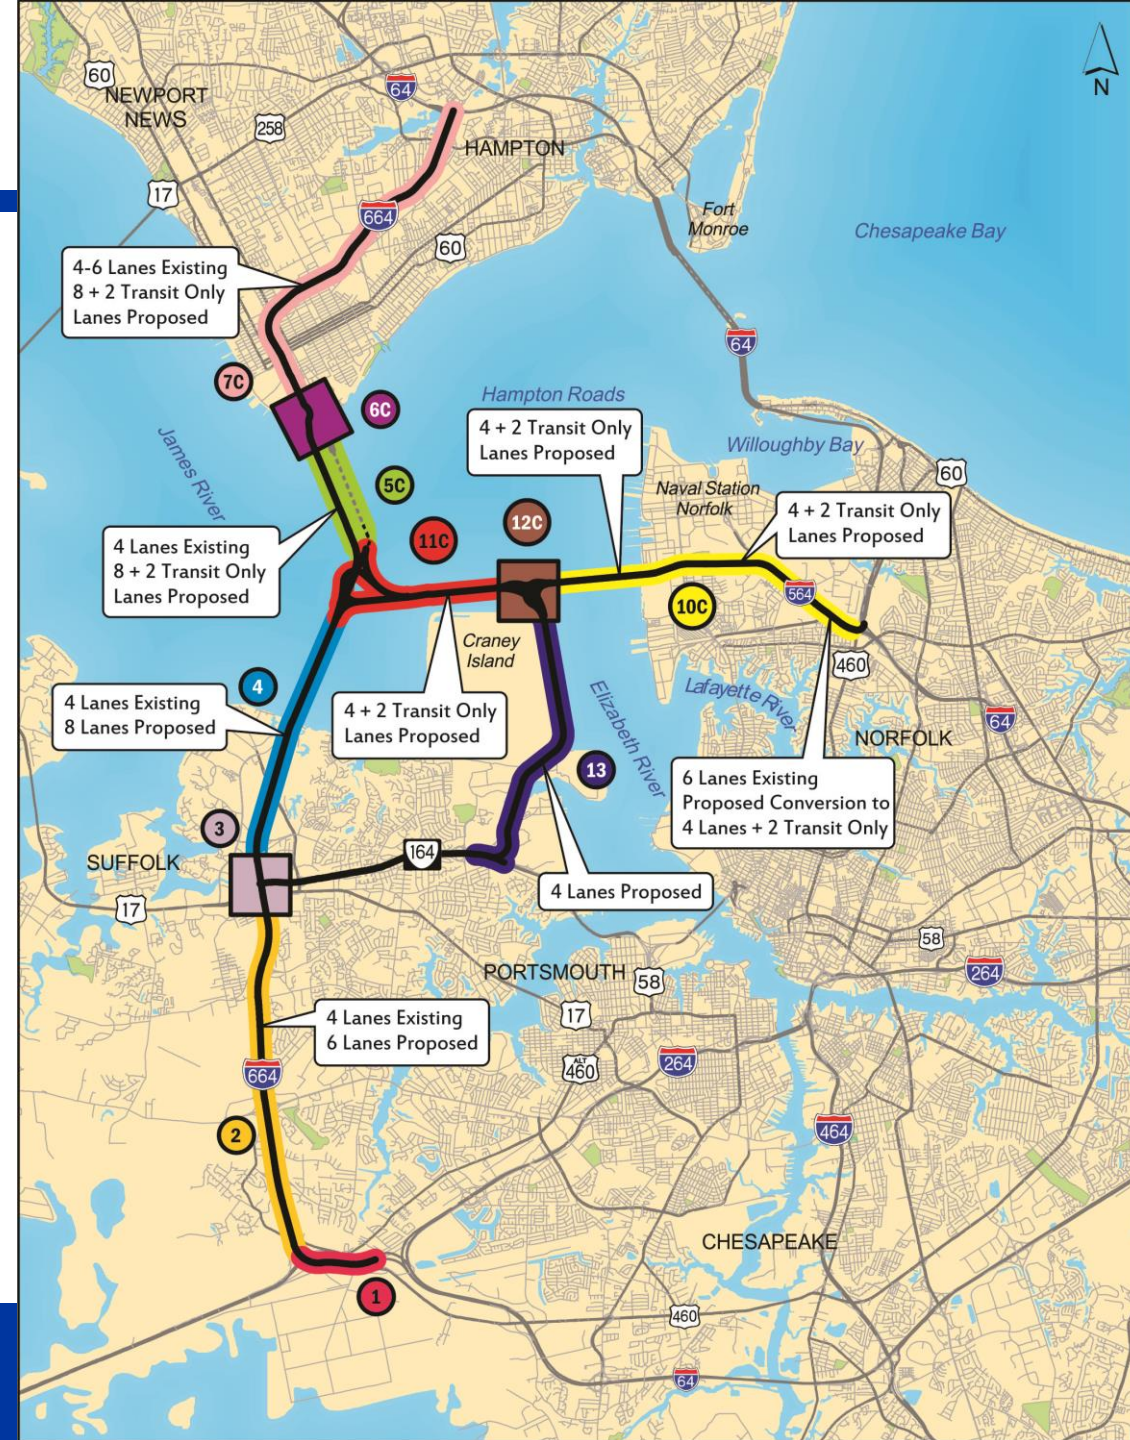 N
60
NEWPORT
NEWS
64
258
HAMPTON
17
664
60
Fort
Monroe
Chesapeake Bay
4-6 Lanes Existing
8 + 2 Transit Only
Lanes Proposed
64
7C
6C
Hampton Roads
4 + 2 Transit Only
Lanes Proposed
James River
Willoughby Bay
60
5C
Naval Station
Norfolk
4 + 2 Transit Only
Lanes Proposed
12C
11C
4 Lanes Existing
8 + 2 Transit Only
Lanes Proposed
564
10C
Craney
Island
460
4
Elizabeth River
Lafayette River
4 Lanes Existing
8 Lanes Proposed
4 + 2 Transit Only
Lanes Proposed
64
NORFOLK
13
6 Lanes Existing
Proposed Conversion to
4 Lanes + 2 Transit Only
3
164
SUFFOLK
4 Lanes Proposed
17
58
PORTSMOUTH
58
264
17
4 Lanes Existing
6 Lanes Proposed
ALT
460
264
664
2
464
CHESAPEAKE
1
460
64